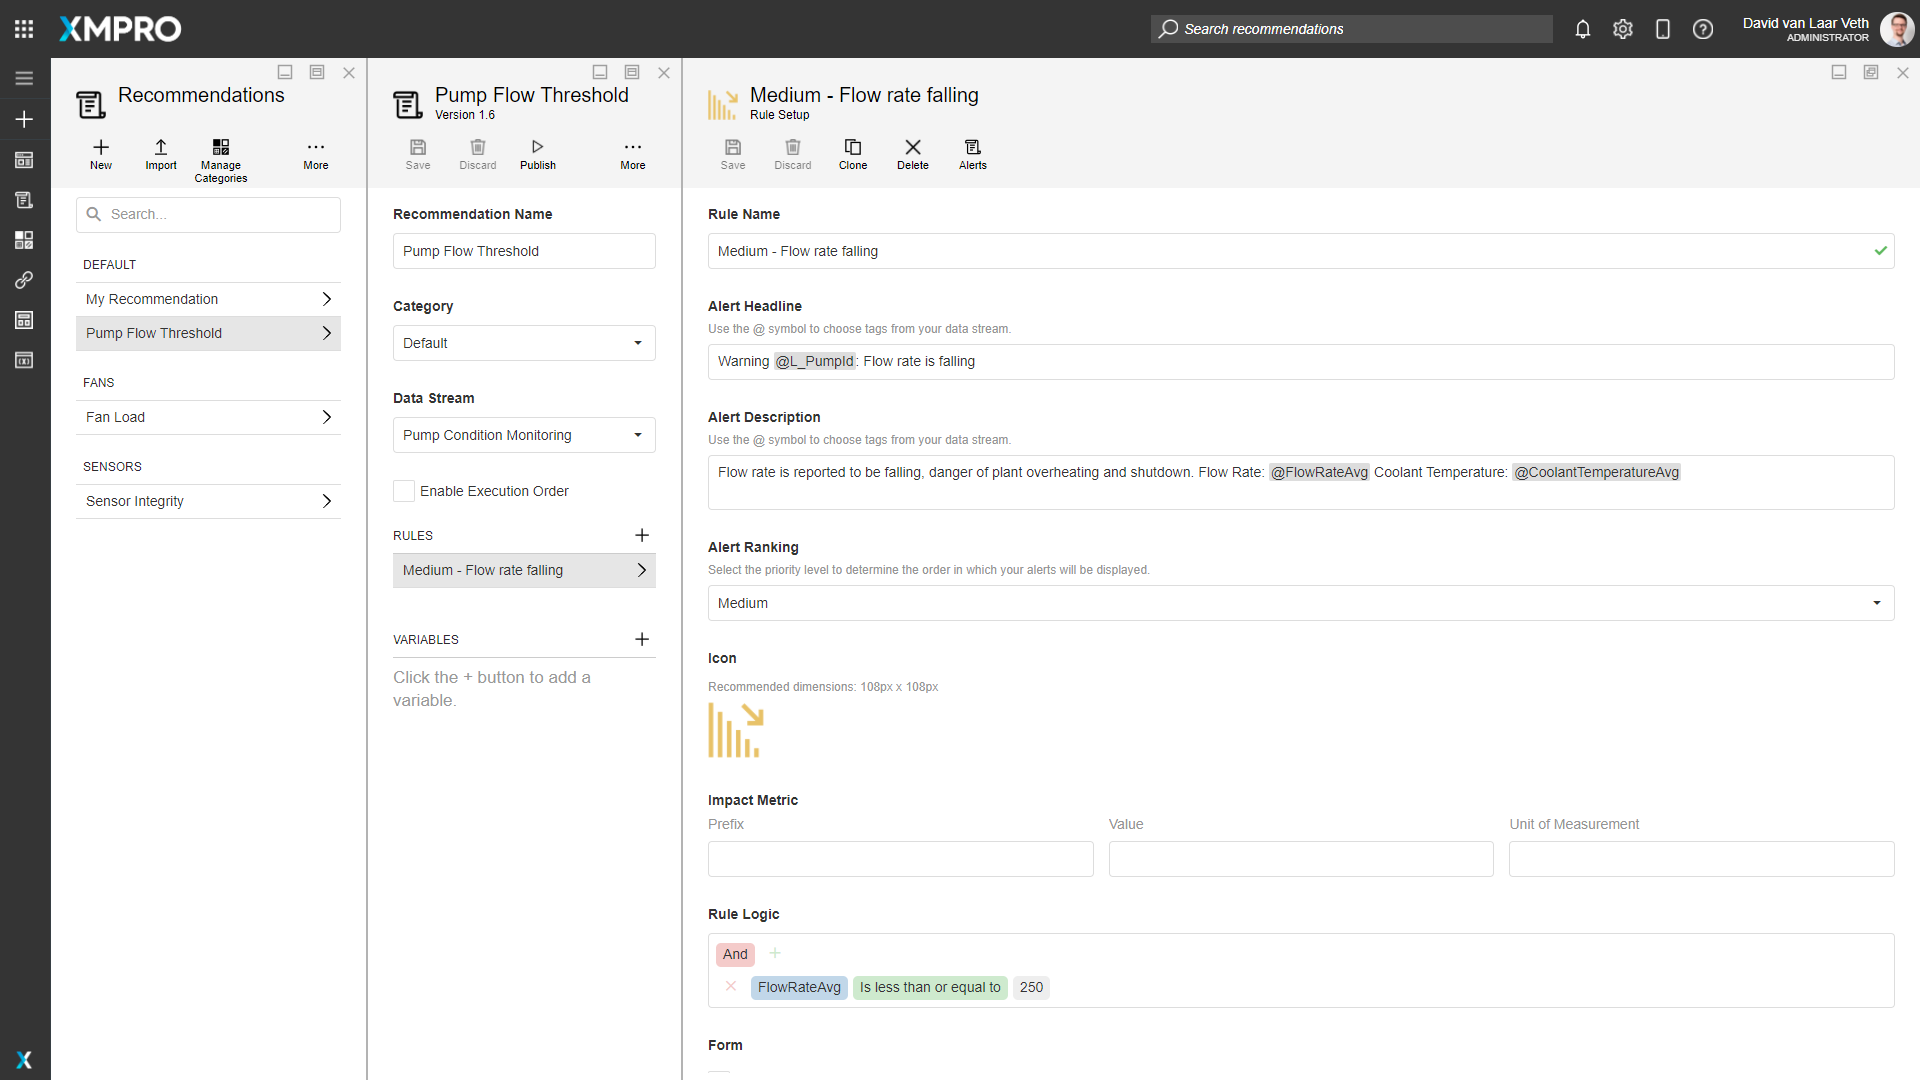 XMPRO
Search recommendations
David van Laar Veth
ADMINISTRATOR
Recommendations
New
Import
Manage
Categories
More
Search...
DEFAULT
My Recommendation
Pump Flow Threshold
FANS
Fan Load
SENSORS
Sensor Integrity
Pump Flow Threshold
Version 1.6
Save
Discard
Publish
More
Recommendation Name
Pump Flow Threshold
Category
Default
Data Stream
Pump Condition Monitoring
Enable Execution Order
RULES
Medium - Flow rate falling
VARIABLES
Click the + button to add a
variable.
Medium - Flow rate falling
Rule Setup
Save
Discard
Clone
Delete
Alerts
Rule Name
Medium - Flow rate falling
Alert Headline
Use the @ symbol to choose tags from your data stream.
Warning @L_PumpId: Flow rate is falling
Alert Description
Use the @ symbol to choose tags from your data stream.
Flow rate is reported to be falling, danger of plant overheating and shutdown. Flow Rate: @FlowRateAvg Coolant Temperature: @CoolantTemperatureAvg
Alert Ranking
Select the priority level to determine the order in which your alerts will be displayed.
Medium
Icon
Recommended dimensions: 108px x 108px
Impact Metric
Prefix Value Unit of Measurement
Rule Logic
And
FlowRateAvg Is less than or equal to 250
Form